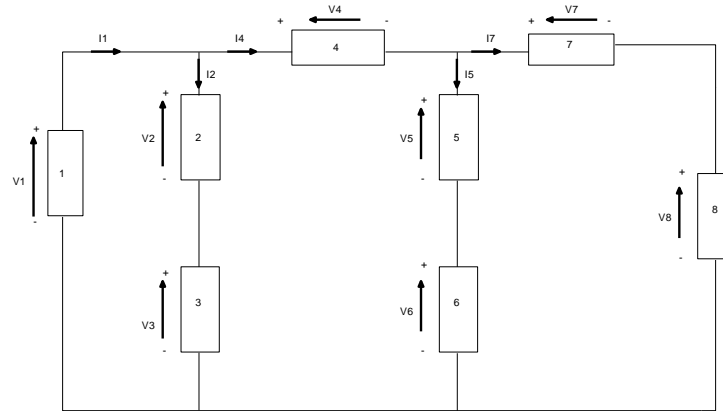 V4
+ -
V7
+ -
I1
I4
4
I7
7
I2
I5
+
V2
-
2
+
V5
-
5
+
V1
-
1
+
V8
-
8
+
V3
-
3
+
V6
-
6